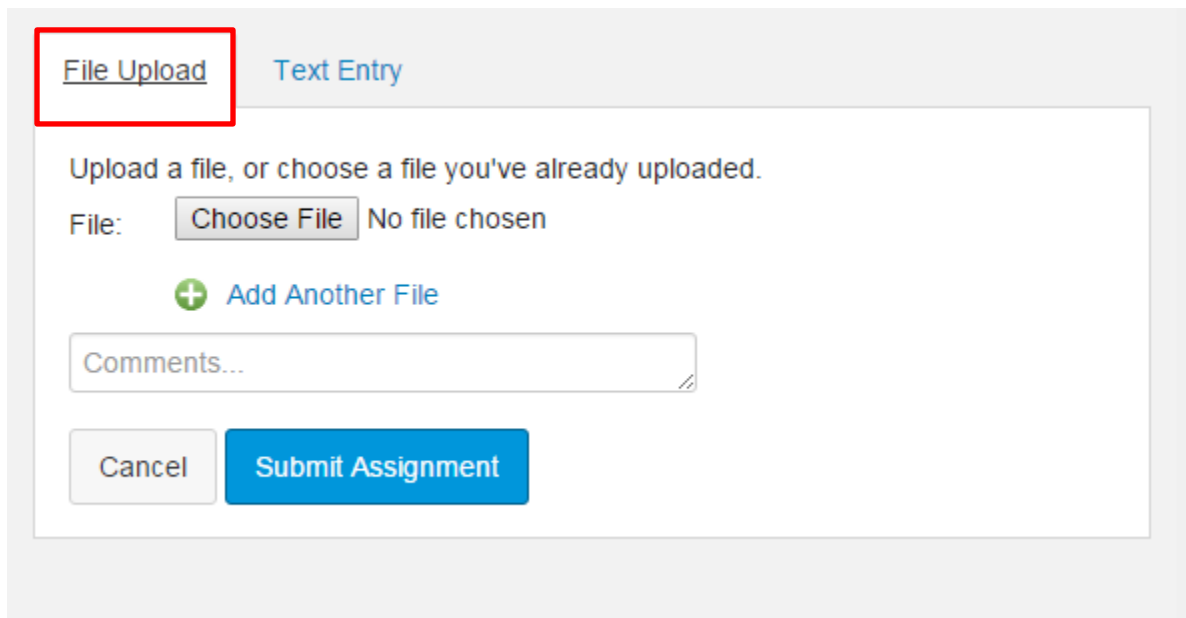 File Upload Text Entry
Upload a file, or choose a file you've already uploaded.
File: Choose File No file chosen
Add Another File
Comments...
Cancel Submit Assignment